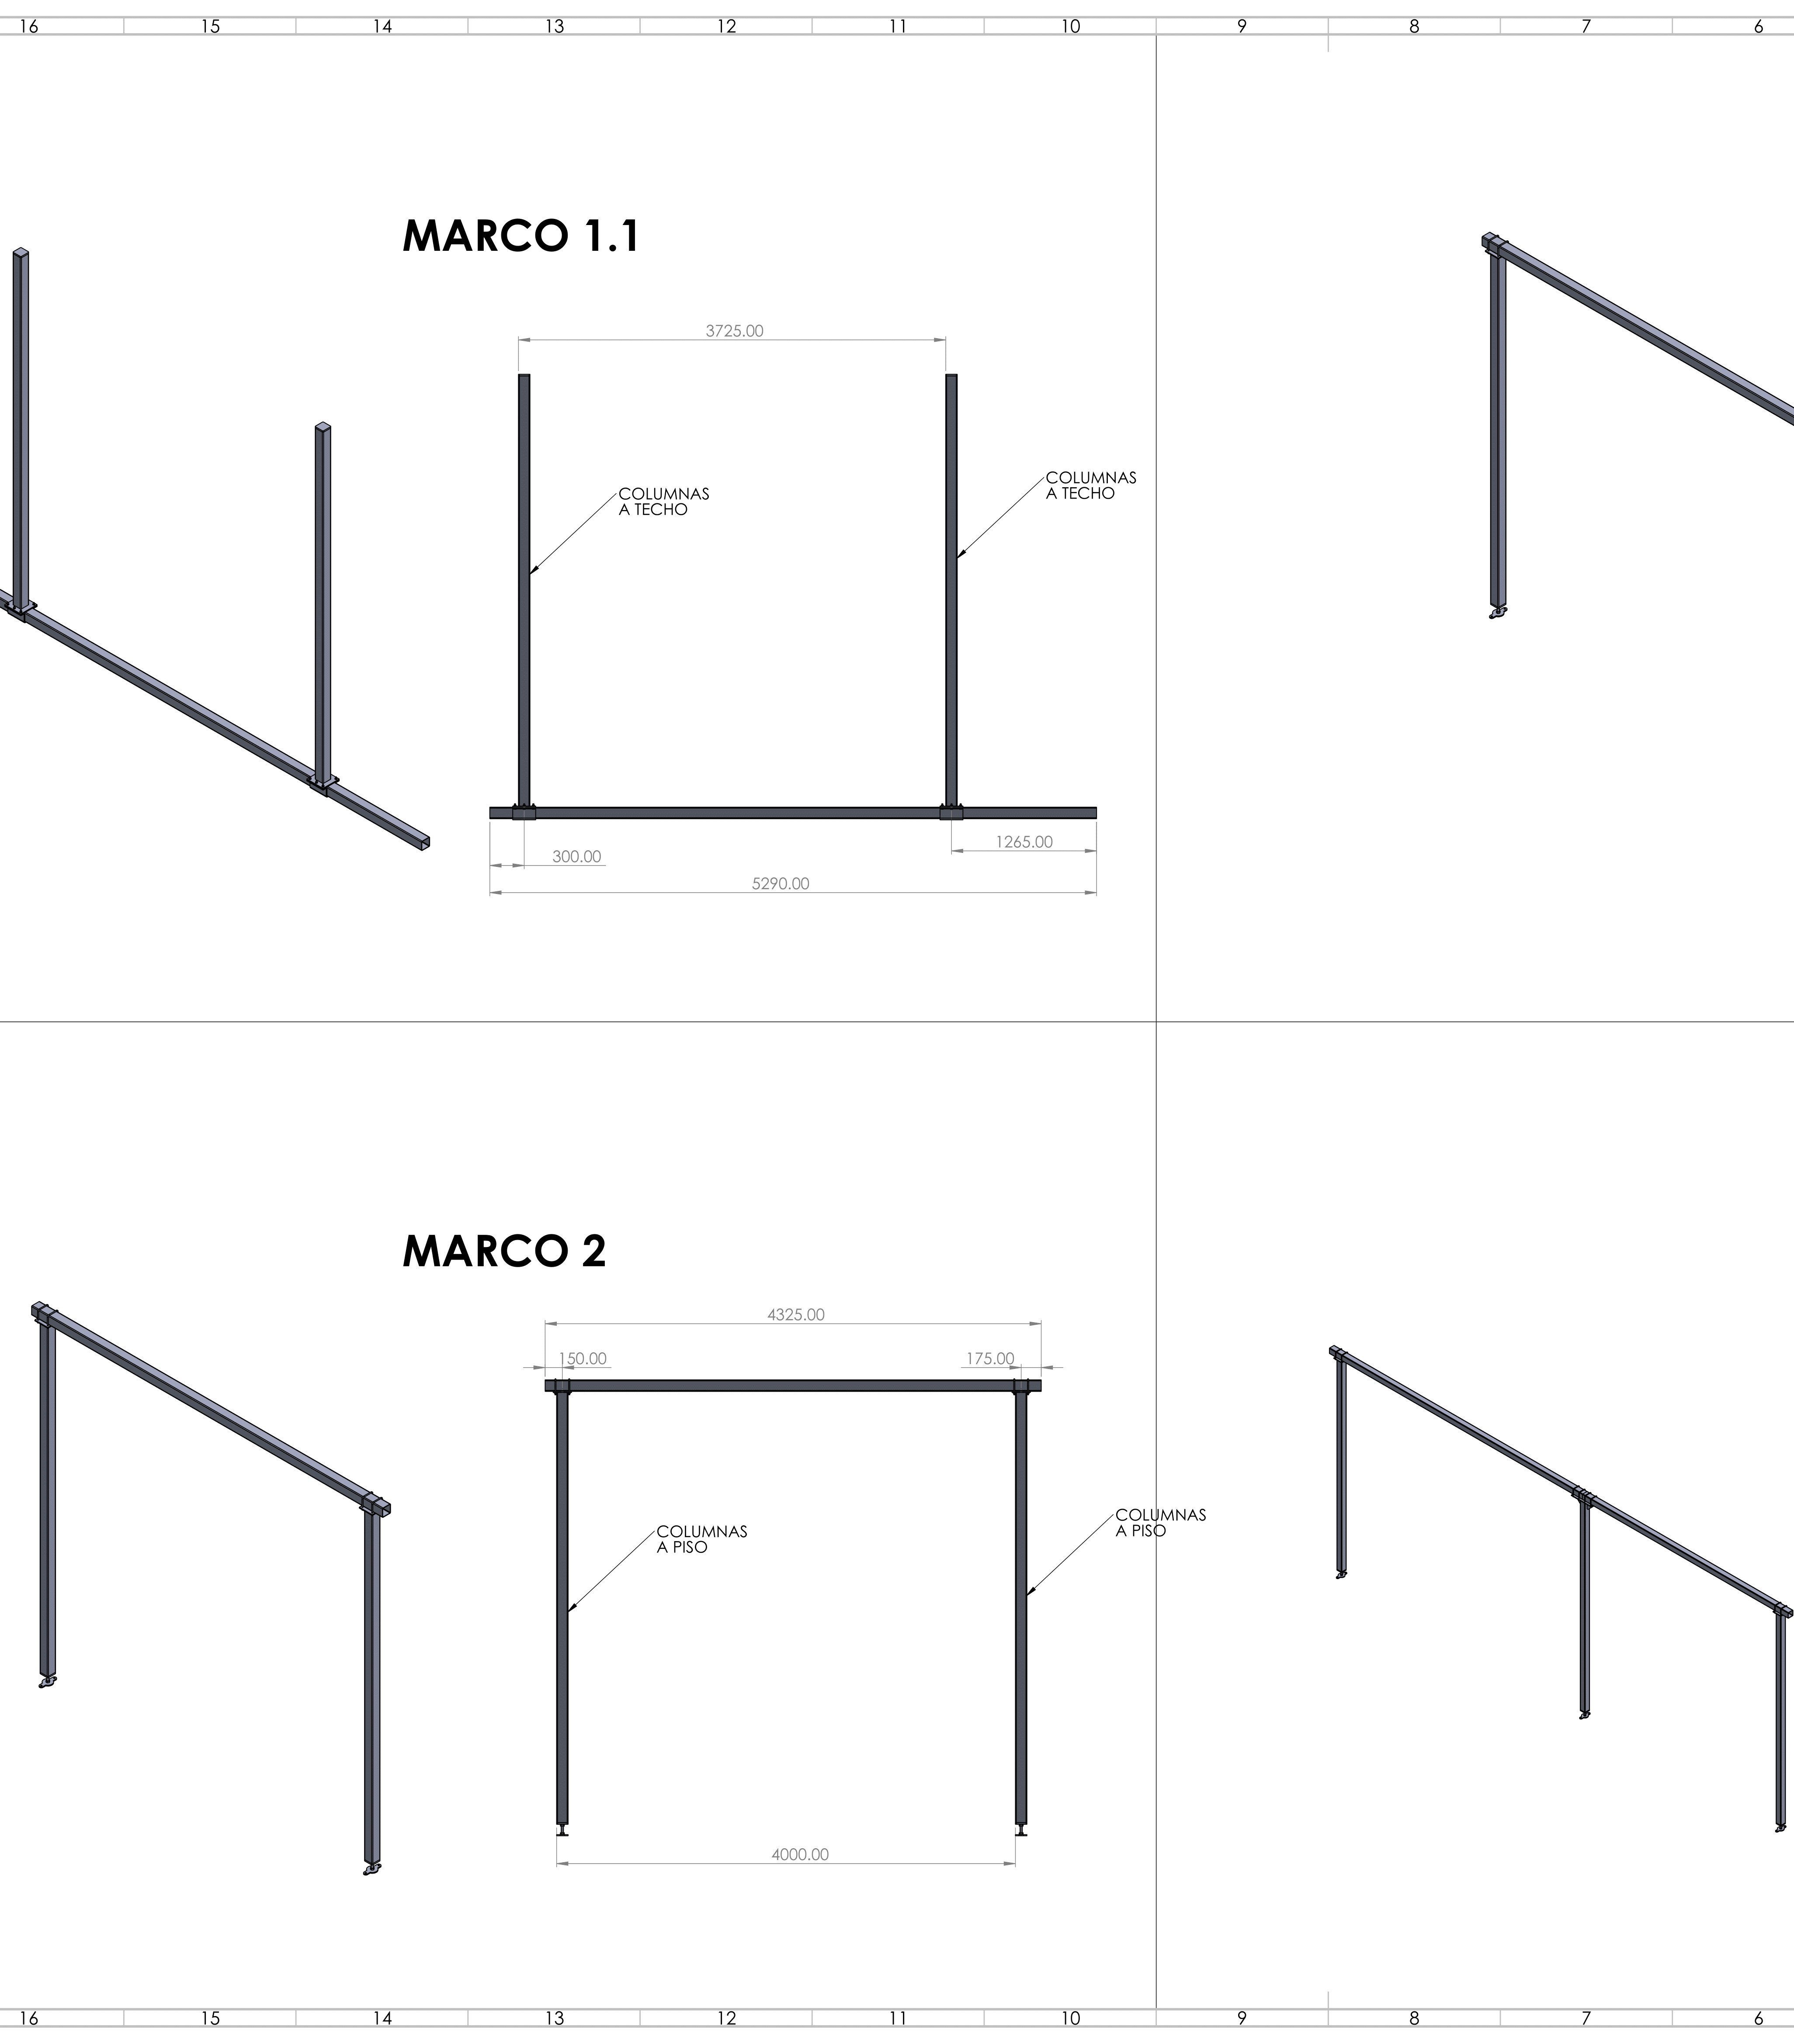 16 15 14 13 12 11 10 9 8 7 6
MARCO 1.1
3725.00
COLUMNAS
A TECHO
COLUMNAS
A TECHO
1265.00
300.00
5290.00
MARCO 2
4325.00
150.00
175.00
COLUMNAS
A PISO
COLUMNAS
A PISO
4000.00
16 15 14 13 12 11 10 9 8 7 6